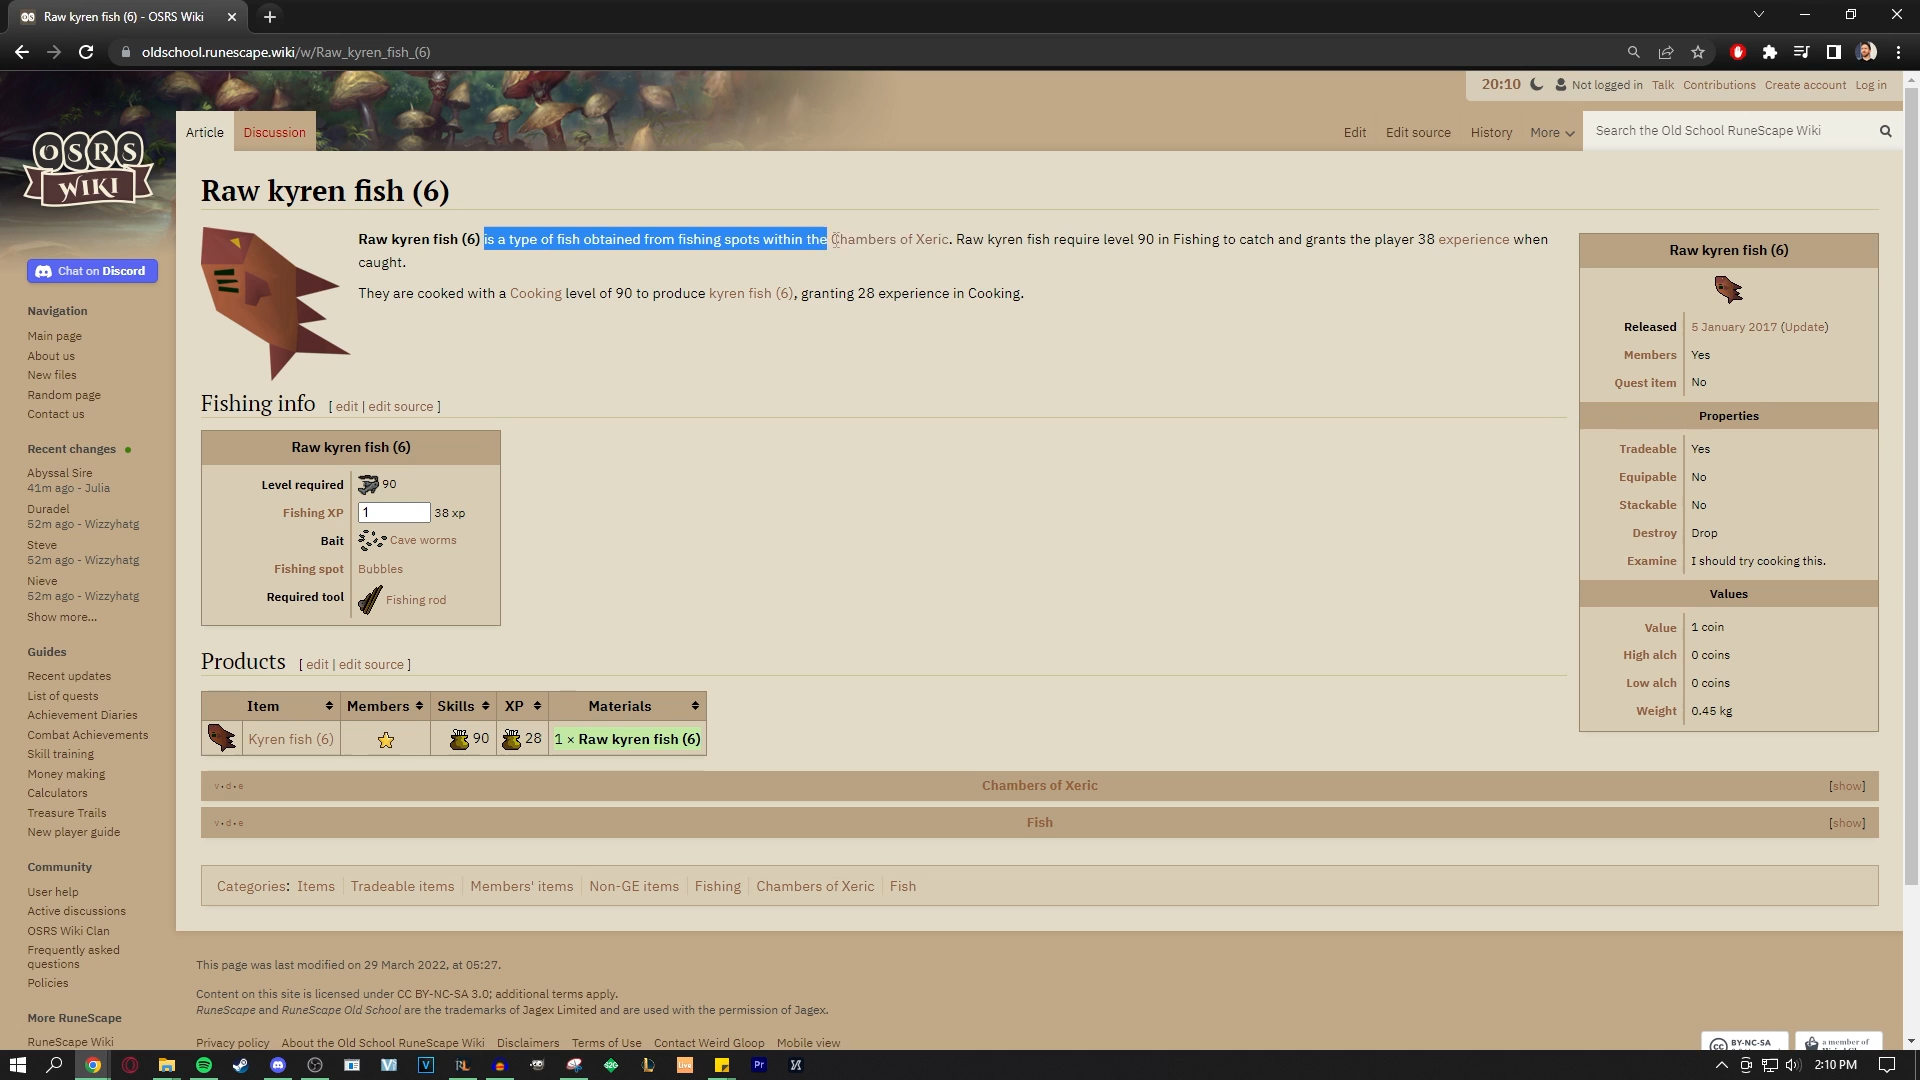 Raw kyren fish (6) - OSRS Wiki
oldschool.runescape.wiki/w/Raw_kyren_fish_(6)
20:10 Not logged in Talk Contributions Create account Log in
OSRS
WIKI
Article Discussion Edit Edit source History More Search the Old School RuneScape Wiki
Raw kyren fish (6)
Raw kyren fish (6) is a type of fish obtained from fishing spots within the Chambers of Xeric. Raw kyren fish require level 90 in Fishing to catch and grants the player 38 experience when
caught.
They are cooked with a Cooking level of 90 to produce kyren fish (6), granting 28 experience in Cooking.
Chat on Discord
Navigation
Main page
About us
New files
Random page
Contact us
Recent changes
Abyssal Sire
41m ago - Julia
Duradel
52m ago - Wizzyhatg
Steve
52m ago - Wizzyhatg
Nieve
52m ago - Wizzyhatg
Show more...
Guides
Recent updates
List of quests
Achievement Diaries
Combat Achievements
Skill training
Money making
Calculators
Treasure Trails
New player guide
Community
User help
Active discussions
OSRS Wiki Clan
Frequently asked
questions
Policies
More RuneScape
RuneScape Wiki
Fishing info [ edit | edit source ]
Raw kyren fish (6)
Level required 90
Fishing XP 1 38 xp
Bait Cave worms
Fishing spot Bubbles
Required tool Fishing rod
Products [ edit | edit source ]
Item Members Skills XP Materials
Kyren fish (6) 90 28 1 × Raw kyren fish (6)
Raw kyren fish (6)
Released 5 January 2017 (Update)
Members Yes
Quest item No
Properties
Tradeable Yes
Equipable No
Stackable No
Destroy Drop
Examine I should try cooking this.
Values
Value 1 coin
High alch 0 coins
Low alch 0 coins
Weight 0.45 kg
v • d • e Chambers of Xeric [show]
v • d • e Fish [show]
Categories: Items Tradeable items Members' items Non-GE items Fishing Chambers of Xeric Fish
This page was last modified on 29 March 2022, at 05:27.
Content on this site is licensed under CC BY-NC-SA 3.0; additional terms apply.
RuneScape and RuneScape Old School are the trademarks of Jagex Limited and are used with the permission of Jagex.
Privacy policy About the Old School RuneScape Wiki Disclaimers Terms of Use Contact Weird Gloop Mobile view
CC BY-NC-SA
a member of
2:10 PM